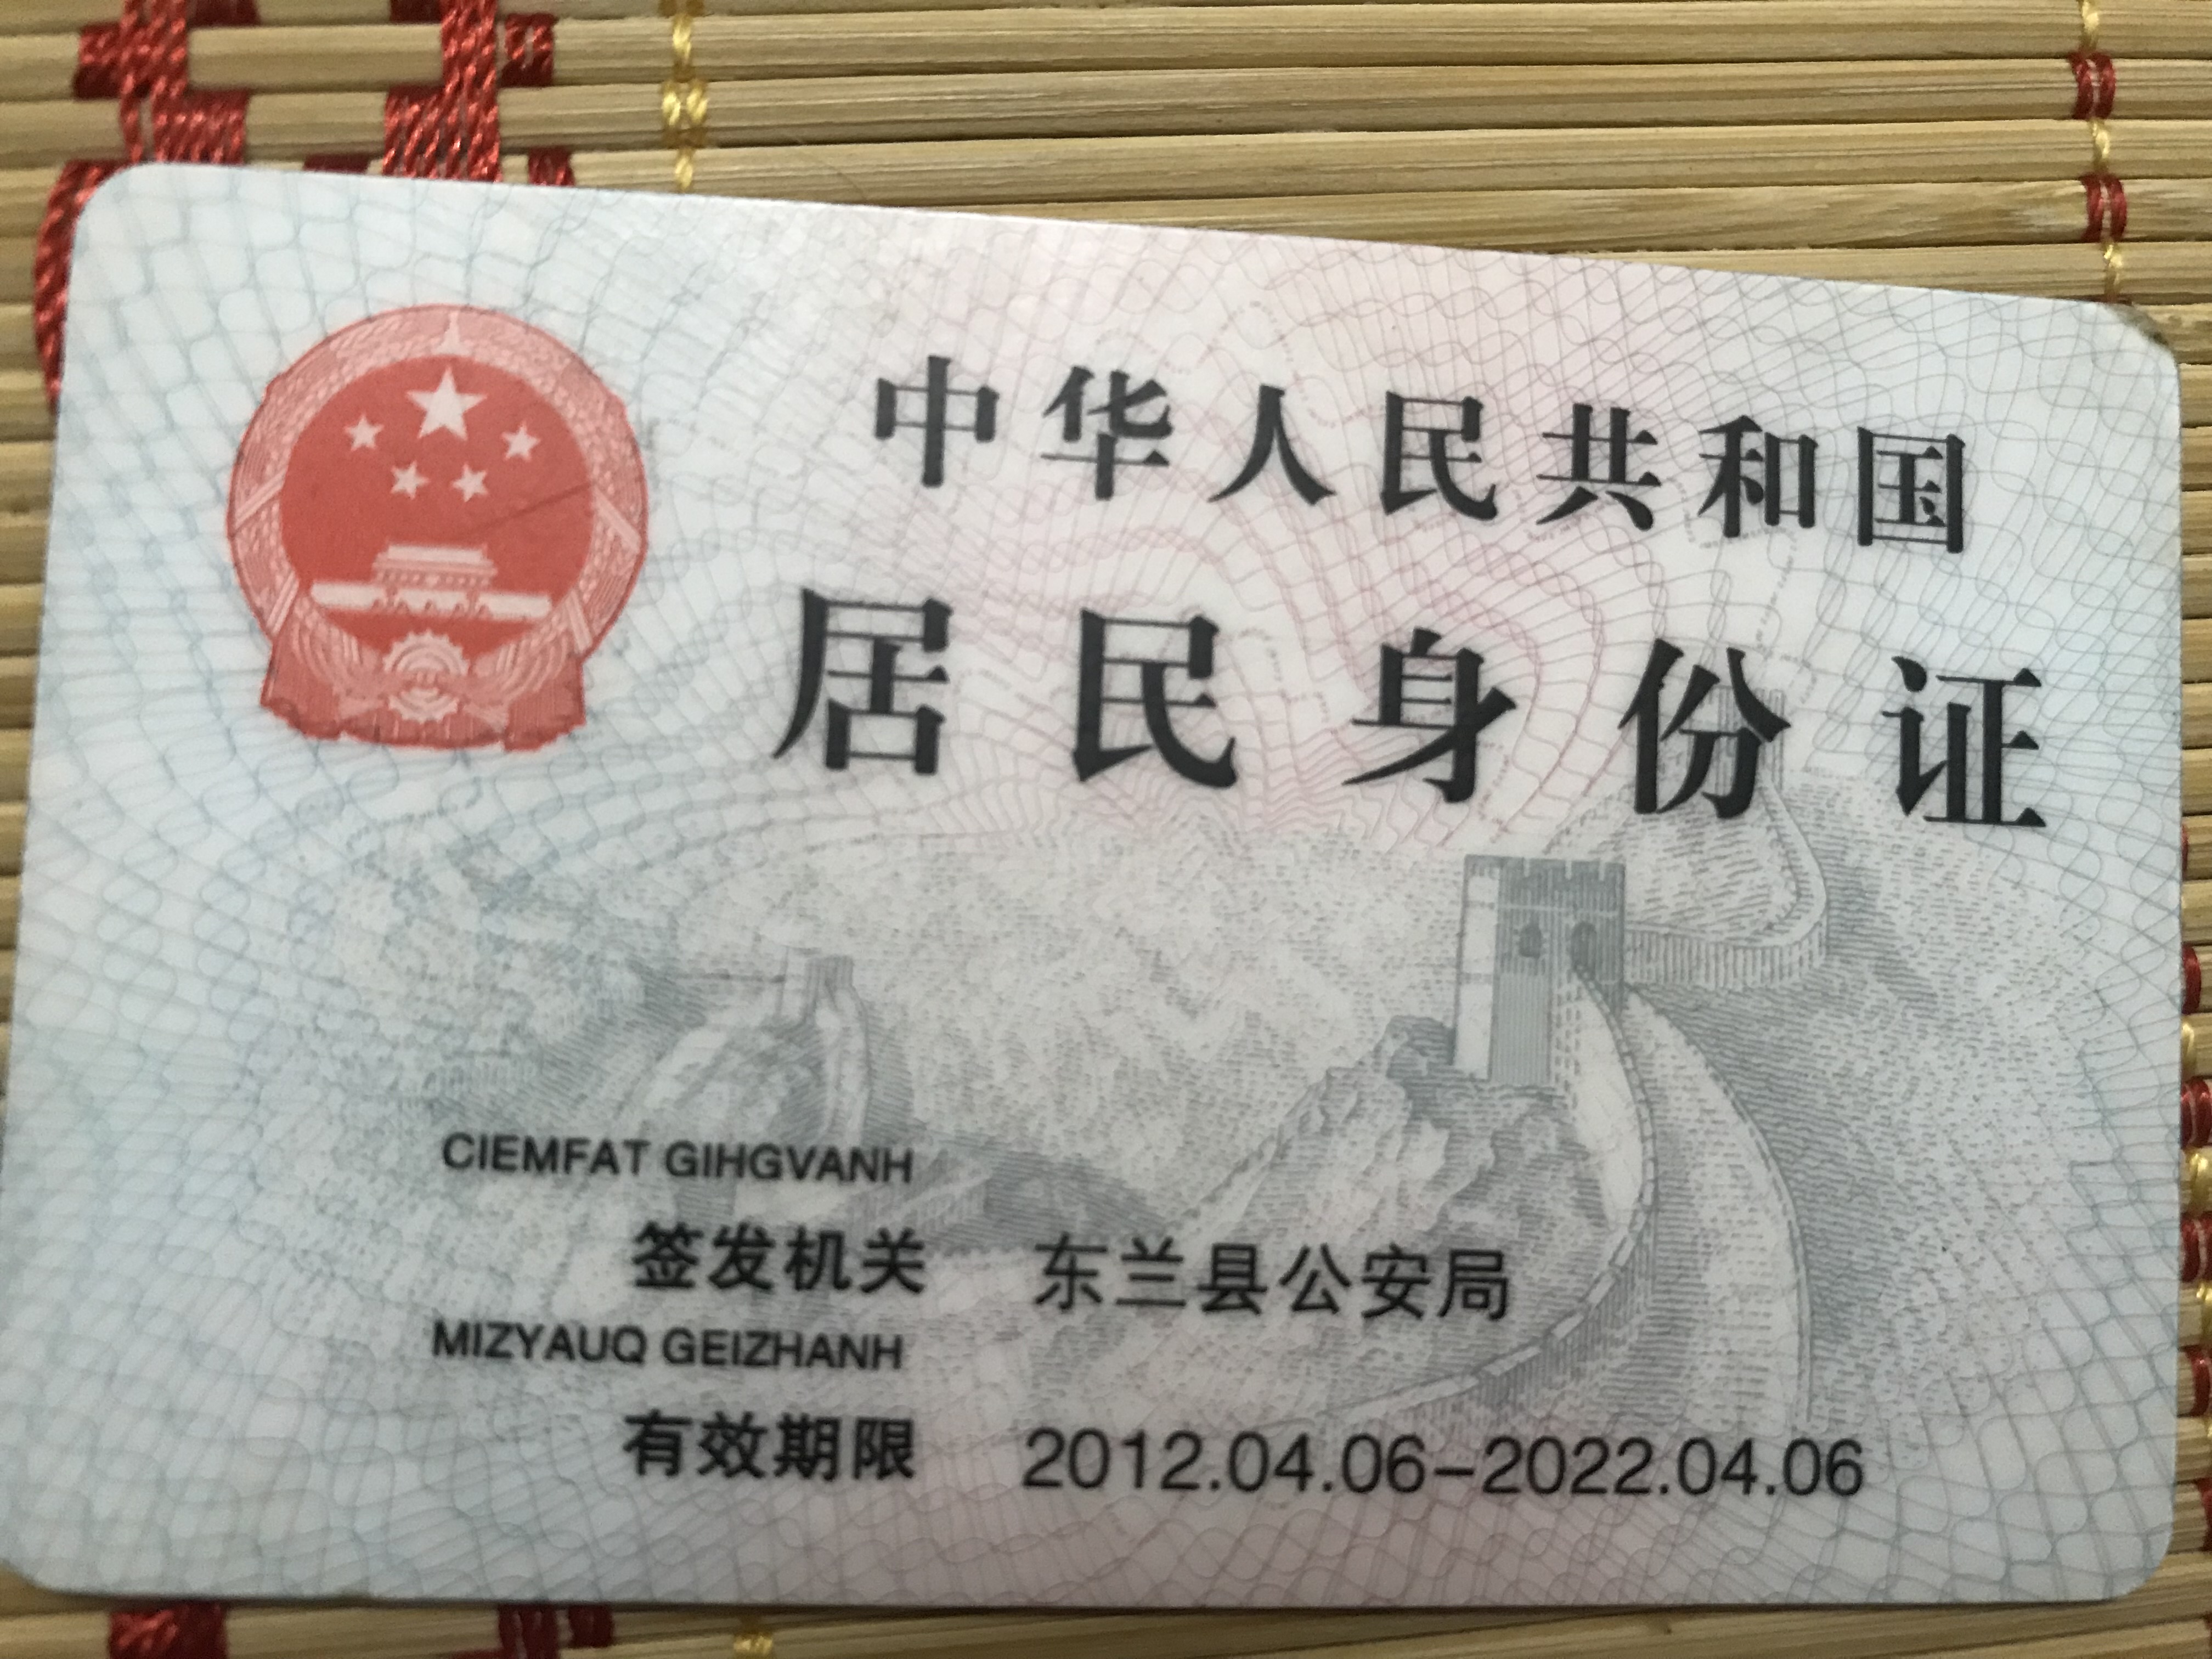 中华人民共和国
居民身份证
CIEMFAT GIHGVANH
签发机关 东兰县公安局
MIZYAUQ GEIZHANH
有效期限 2012.04.06-2022.04.06